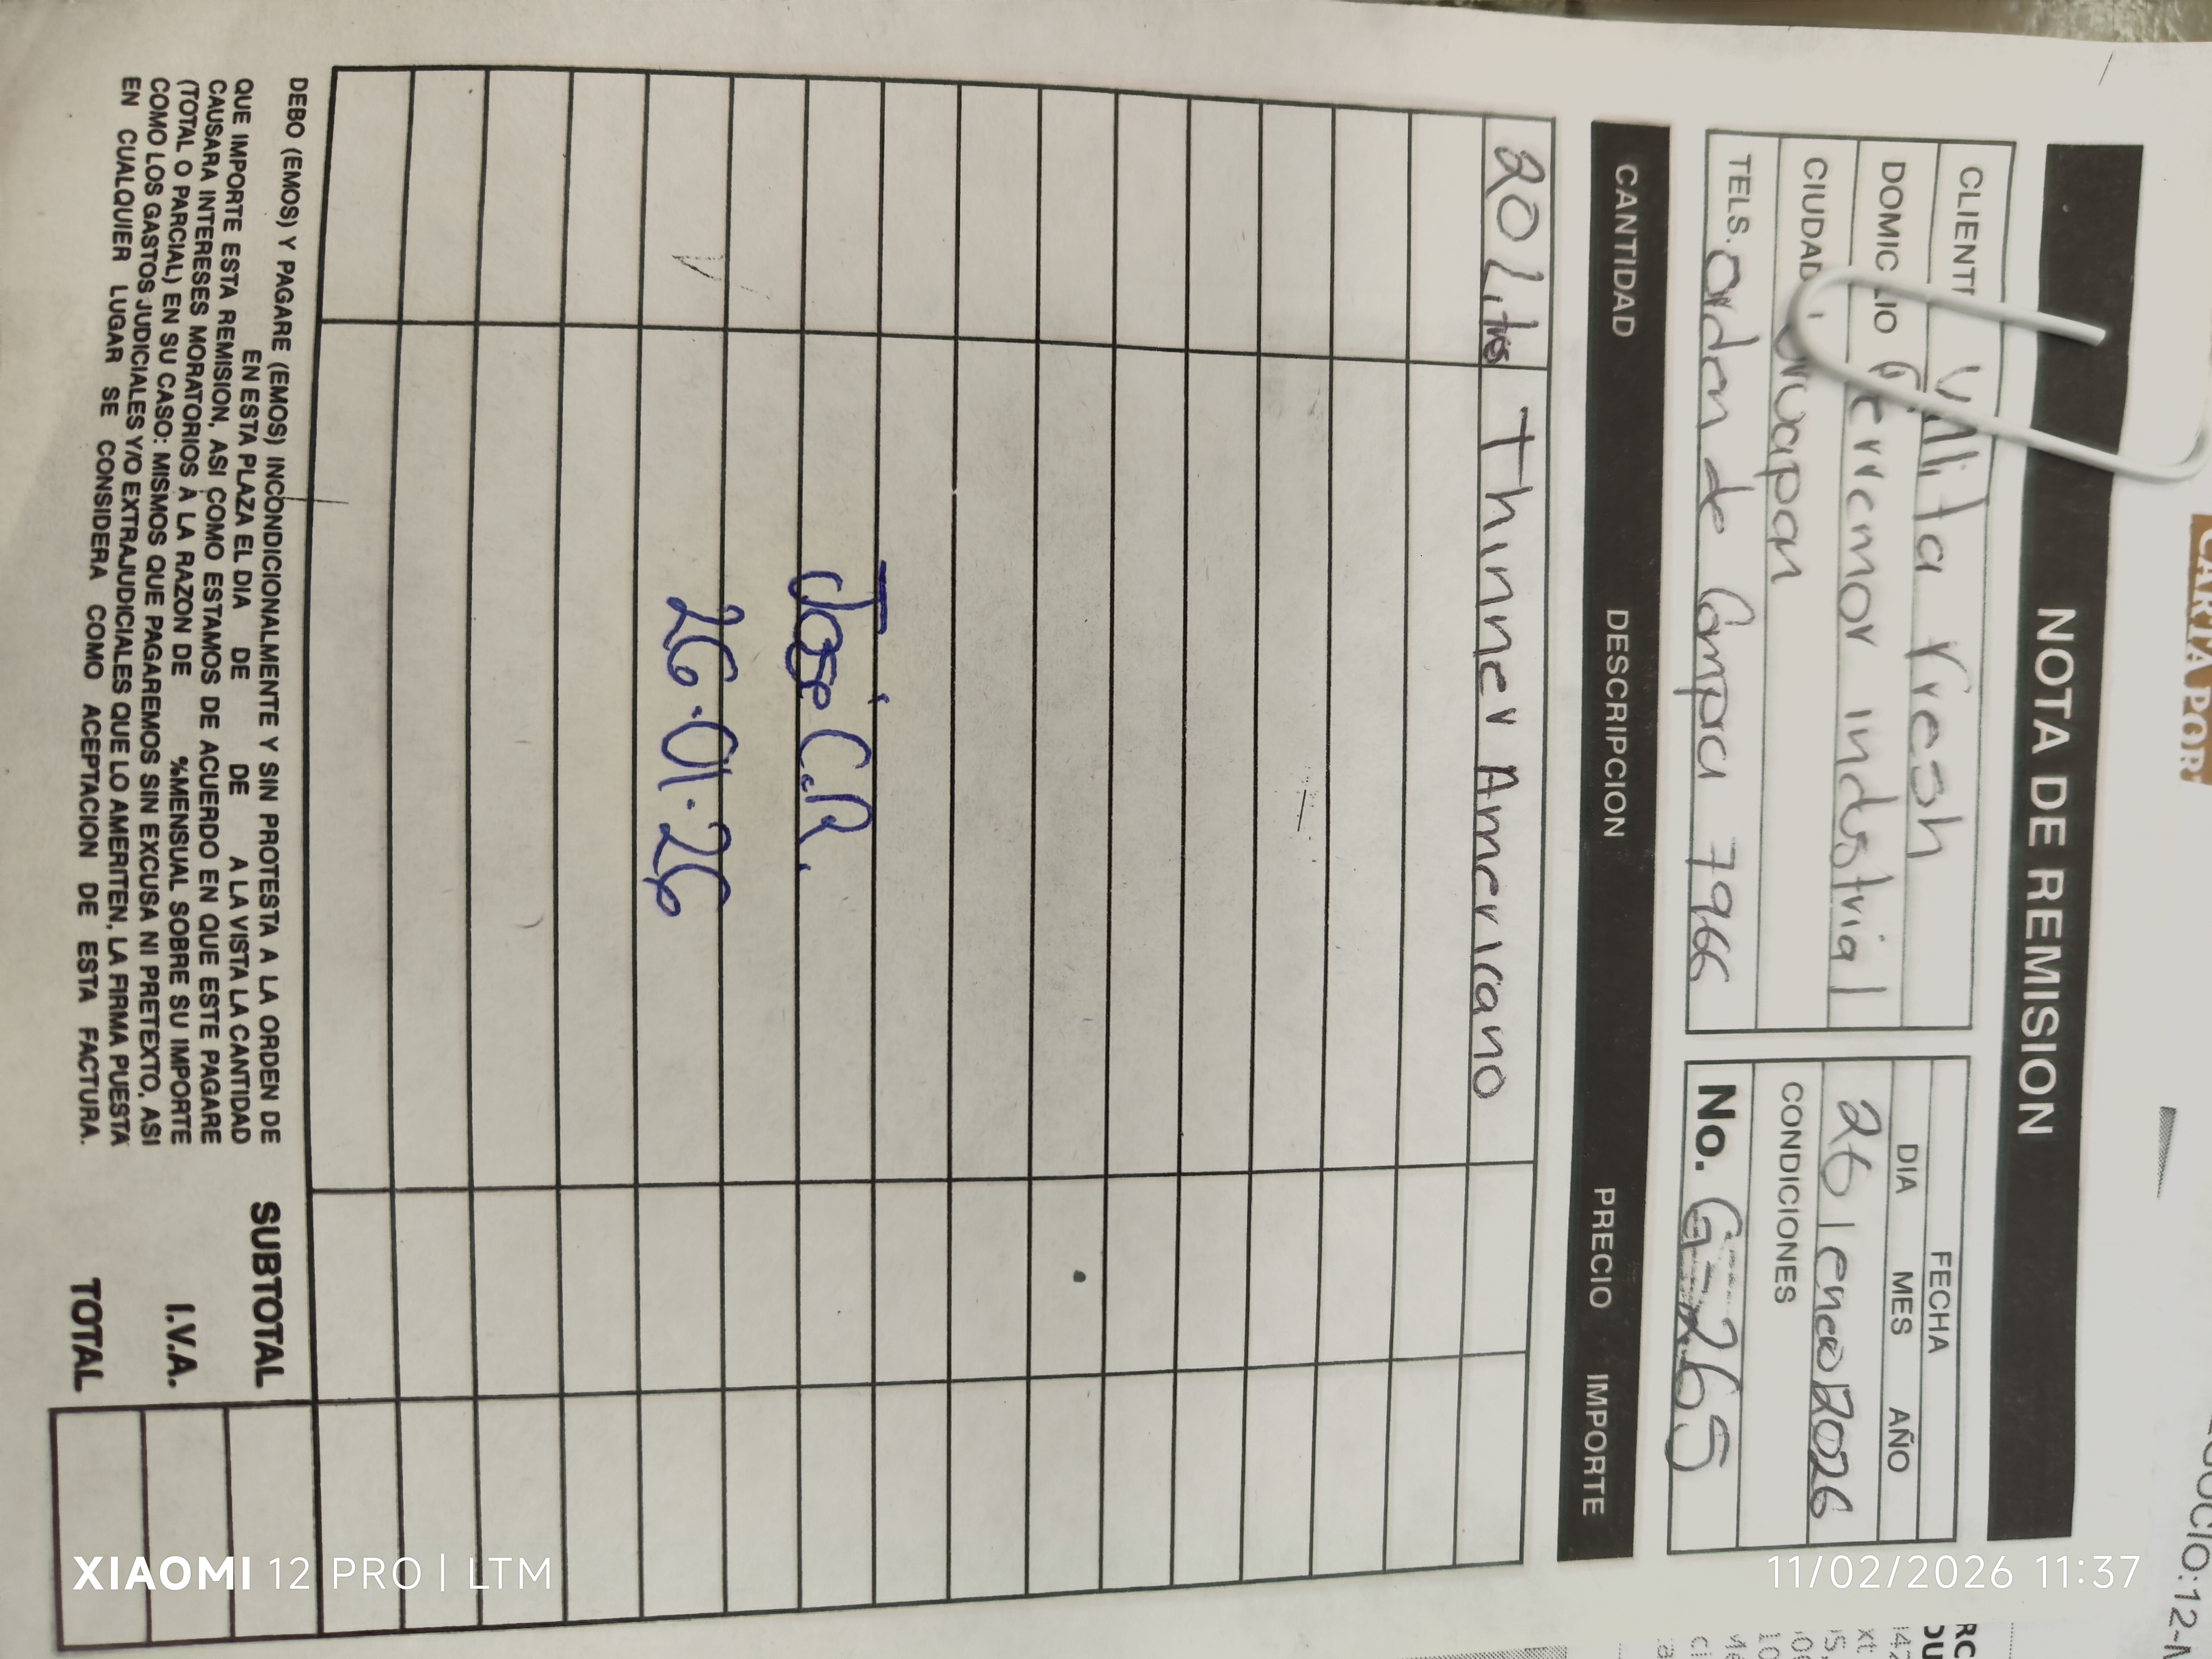 NOTA DE REMISION
CLIENTE Villita Fresh
DOMICILIO Gerremor Industrial
CIUDAD Uruapan
TELS. Orden de Compra 7966
FECHA
DIA MES AÑO
26 | enero | 2026
CONDICIONES
No. G-265
CANTIDAD DESCRIPCION PRECIO IMPORTE
20 Litros Thinner Americano
José C.R.
26.01.26
DEBO (EMOS) Y PAGARE (EMOS) INCONDICIONALMENTE Y SIN PROTESTA A LA ORDEN DE
EN ESTA PLAZA EL DIA DE DE A LA VISTA LA CANTIDAD
QUE IMPORTE ESTA REMISION, ASI COMO ESTAMOS DE ACUERDO EN QUE ESTE PAGARE
CAUSARA INTERESES MORATORIOS A LA RAZON DE %MENSUAL SOBRE SU IMPORTE
(TOTAL O PARCIAL) EN SU CASO: MISMOS QUE PAGAREMOS SIN EXCUSA NI PRETEXTO, ASI
COMO LOS GASTOS JUDICIALES Y/O EXTRAJUDICIALES QUE LO AMERITEN, LA FIRMA PUESTA
EN CUALQUIER LUGAR SE CONSIDERA COMO ACEPTACION DE ESTA FACTURA.
SUBTOTAL
I.V.A.
TOTAL
XIAOMI 12 PRO | LTM
11/02/2026 11:37